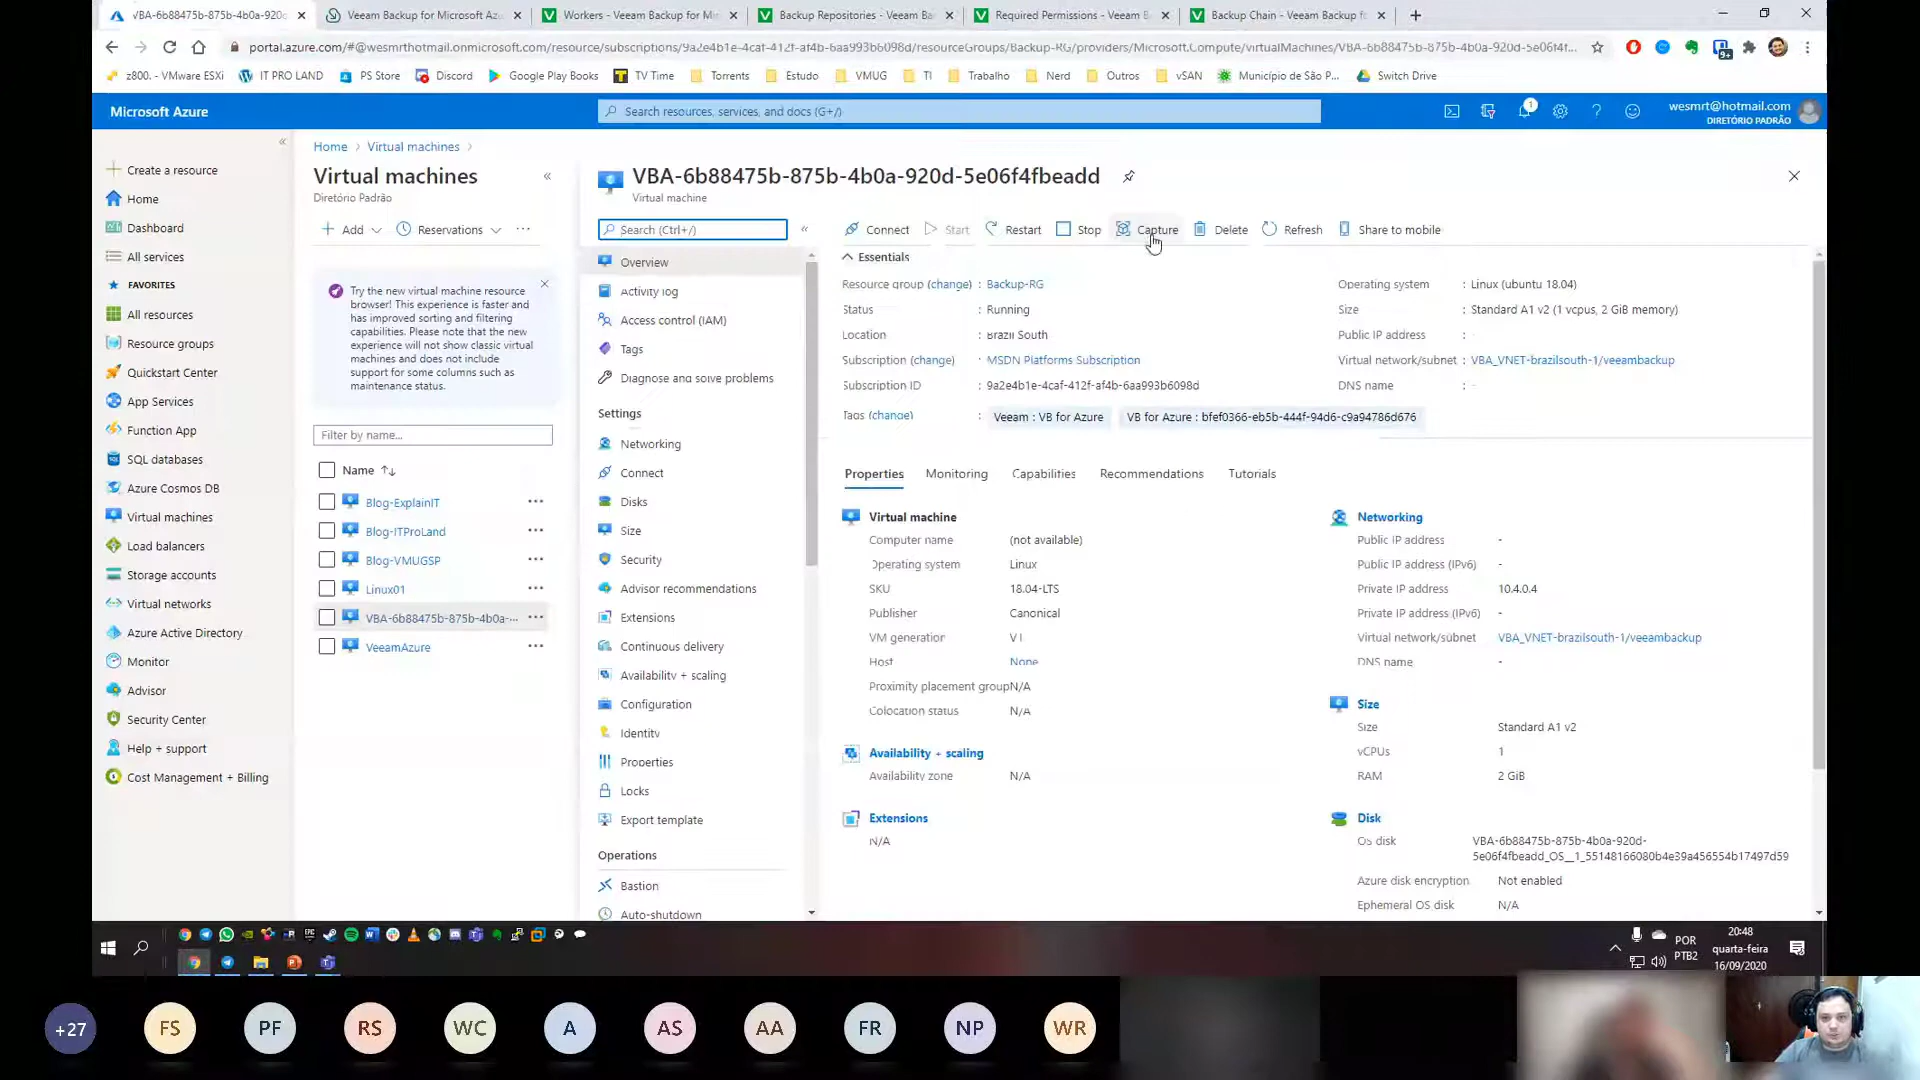 VBA-6b88475b-875b-4b0a-920d-5e0
Veeam Backup for Microsoft Azu
Workers - Veeam Backup for Mi
Backup Repositories - Veeam Ba
Required Permissions - Veeam B
Backup Chain - Veeam Backup f
portal.azure.com/#@wesmrthotmail.onmicrosoft.com/resource/subscriptions/9a2e4b1e-4caf-412f-af4b-6aa993b6098d/resourceGroups/Backup-RG/providers/Microsoft.Compute/virtualMachines/VBA-6b88475b-875b-4b0a-920d-5e06f4f...
9+
z800. - VMware ESXi
IT PRO LAND
PS Store
Discord
Google Play Books
TV Time
Torrents
Estudo
VMUG
TI
Trabalho
Nerd
Outros
vSAN
Município de São P...
Switch Drive
Microsoft Azure
Search resources, services, and docs (G+/)
1
wesmrt@hotmail.com
DIRETÓRIO PADRÃO
Create a resource
Home
Dashboard
All services
FAVORITES
All resources
Resource groups
Quickstart Center
App Services
Function App
SQL databases
Azure Cosmos DB
Virtual machines
Load balancers
Storage accounts
Virtual networks
Azure Active Directory
Monitor
Advisor
Security Center
Help + support
Cost Management + Billing
Home > Virtual machines >
Virtual machines
Diretório Padrão
Add
Reservations
...
Try the new virtual machine resource
browser! This experience is faster and
has improved sorting and filtering
capabilities. Please note that the new
experience will not show classic virtual
machines and does not include
support for some columns such as
maintenance status.
Filter by name...
Name
Blog-ExplainIT
Blog-ITProLand
Blog-VMUGSP
Linux01
VBA-6b88475b-875b-4b0a-...
VeeamAzure
VBA-6b88475b-875b-4b0a-920d-5e06f4fbeadd
Virtual machine
Search (Ctrl+/)
Overview
Activity log
Access control (IAM)
Tags
Diagnose and solve problems
Settings
Networking
Connect
Disks
Size
Security
Advisor recommendations
Extensions
Continuous delivery
Availability + scaling
Configuration
Identity
Properties
Locks
Export template
Operations
Bastion
Auto-shutdown
Connect
Start
Restart
Stop
Capture
Delete
Refresh
Share to mobile
Essentials
Resource group (change) : Backup-RG
Status : Running
Location : Brazil South
Subscription (change) : MSDN Platforms Subscription
Subscription ID : 9a2e4b1e-4caf-412f-af4b-6aa993b6098d
Tags (change) : Veeam : VB for Azure VB for Azure : bfef0366-eb5b-444f-94d6-c9a94786d676
Operating system : Linux (ubuntu 18.04)
Size : Standard A1 v2 (1 vcpus, 2 GiB memory)
Public IP address : -
Virtual network/subnet : VBA_VNET-brazilsouth-1/veeambackup
DNS name : -
Properties
Monitoring
Capabilities
Recommendations
Tutorials
Virtual machine
Computer name (not available)
Operating system Linux
SKU 18.04-LTS
Publisher Canonical
VM generation V1
Host None
Proximity placement group N/A
Colocation status N/A
Availability + scaling
Availability zone N/A
Extensions
N/A
Networking
Public IP address -
Public IP address (IPv6) -
Private IP address 10.4.0.4
Private IP address (IPv6) -
Virtual network/subnet VBA_VNET-brazilsouth-1/veeambackup
DNS name -
Size
Size Standard A1 v2
vCPUs 1
RAM 2 GiB
Disk
OS disk VBA-6b88475b-875b-4b0a-920d-
5e06f4fbeadd_OS__1_55148166080b4e39a456554b17497d59
Azure disk encryption Not enabled
Ephemeral OS disk N/A
POR
PTB2
20:48
quarta-feira
16/09/2020
+27
FS
PF
RS
WC
A
AS
AA
FR
NP
WR